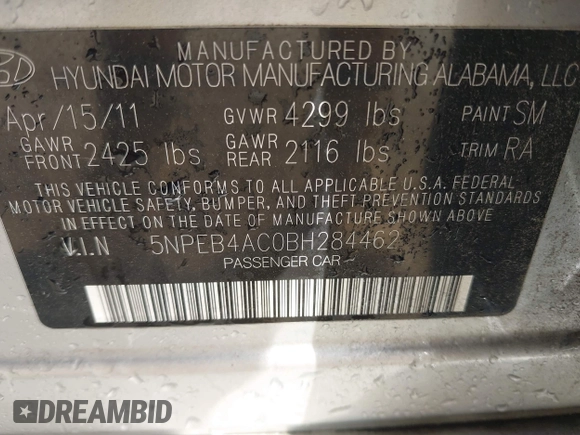 MANUFACTURED BY
HYUNDAI MOTOR MANUFACTURING ALABAMA, LLC
Apr/15/11 GVWR 4299 lbs PAINT SM
GAWR FRONT 2425 lbs GAWR REAR 2116 lbs TRIM RA
THIS VEHICLE CONFORMS TO ALL APPLICABLE U.S.A. FEDERAL
MOTOR VEHICLE SAFETY, BUMPER, AND THEFT PREVENTION STANDARDS
IN EFFECT ON THE DATE OF MANUFACTURE SHOWN ABOVE
V.I.N 5NPEB4AC0BH284462
PASSENGER CAR
DREAMBID